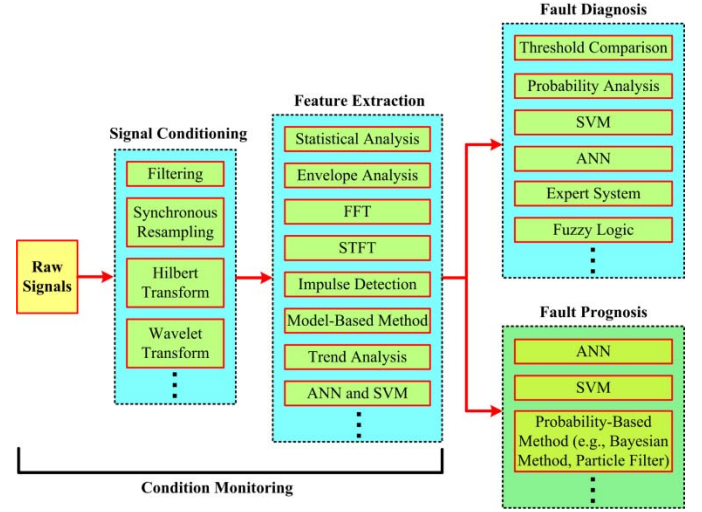 Raw
Signals
Signal Conditioning
Filtering
Synchronous
Resampling
Hilbert
Transform
Wavelet
Transform
Feature Extraction
Statistical Analysis
Envelope Analysis
FFT
STFT
Impulse Detection
Model-Based Method
Trend Analysis
ANN and SVM
Condition Monitoring
Fault Diagnosis
Threshold Comparison
Probability Analysis
SVM
ANN
Expert System
Fuzzy Logic
Fault Prognosis
ANN
SVM
Probability-Based
Method (e.g., Bayesian
Method, Particle Filter)